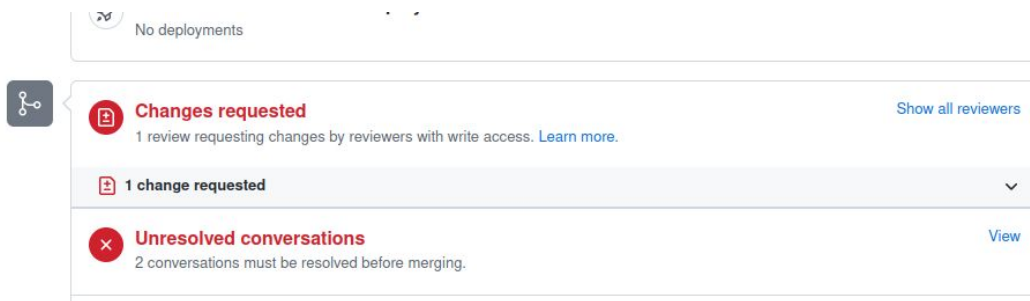 No deployments
Changes requested
Show all reviewers
1 review requesting changes by reviewers with write access. Learn more.
1 change requested
Unresolved conversations
View
2 conversations must be resolved before merging.